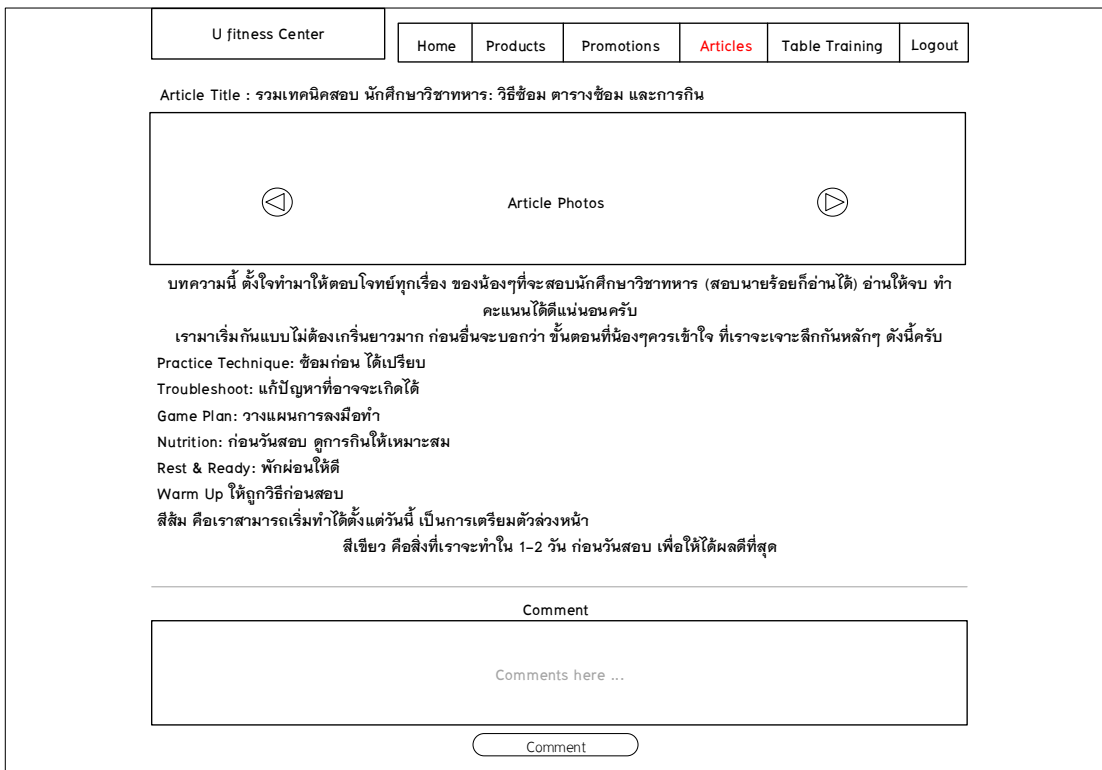 U fitness Center
Home Products Promotions Articles Table Training Logout
Article Title : รวมเทคนิคสอบ นักศึกษาวิชาทหาร: วิธีซ้อม ตารางซ้อม และการกิน
Article Photos
บทความนี้ ตั้งใจทำมาให้ตอบโจทย์ทุกเรื่อง ของน้องๆที่จะสอบนักศึกษาวิชาทหาร (สอบนายร้อยก็อ่านได้) อ่านให้จบ ทำ
คะแนนได้ดีแน่นอนครับ
เรามาเริ่มกันแบบไม่ต้องเกริ่นยาวมาก ก่อนอื่นจะบอกว่า ขั้นตอนที่น้องๆควรเข้าใจ ที่เราจะเจาะลึกกันหลักๆ ดังนี้ครับ
Practice Technique: ซ้อมก่อน ได้เปรียบ
Troubleshoot: แก้ปัญหาที่อาจจะเกิดได้
Game Plan: วางแผนการลงมือทำ
Nutrition: ก่อนวันสอบ ดูการกินให้เหมาะสม
Rest & Ready: พักผ่อนให้ดี
Warm Up ให้ถูกวิธีก่อนสอบ
สีส้ม คือเราสามารถเริ่มทำได้ตั้งแต่วันนี้ เป็นการเตรียมตัวล่วงหน้า
สีเขียว คือสิ่งที่เราจะทำใน 1-2 วัน ก่อนวันสอบ เพื่อให้ได้ผลดีที่สุด
Comment
Comments here ...
Comment